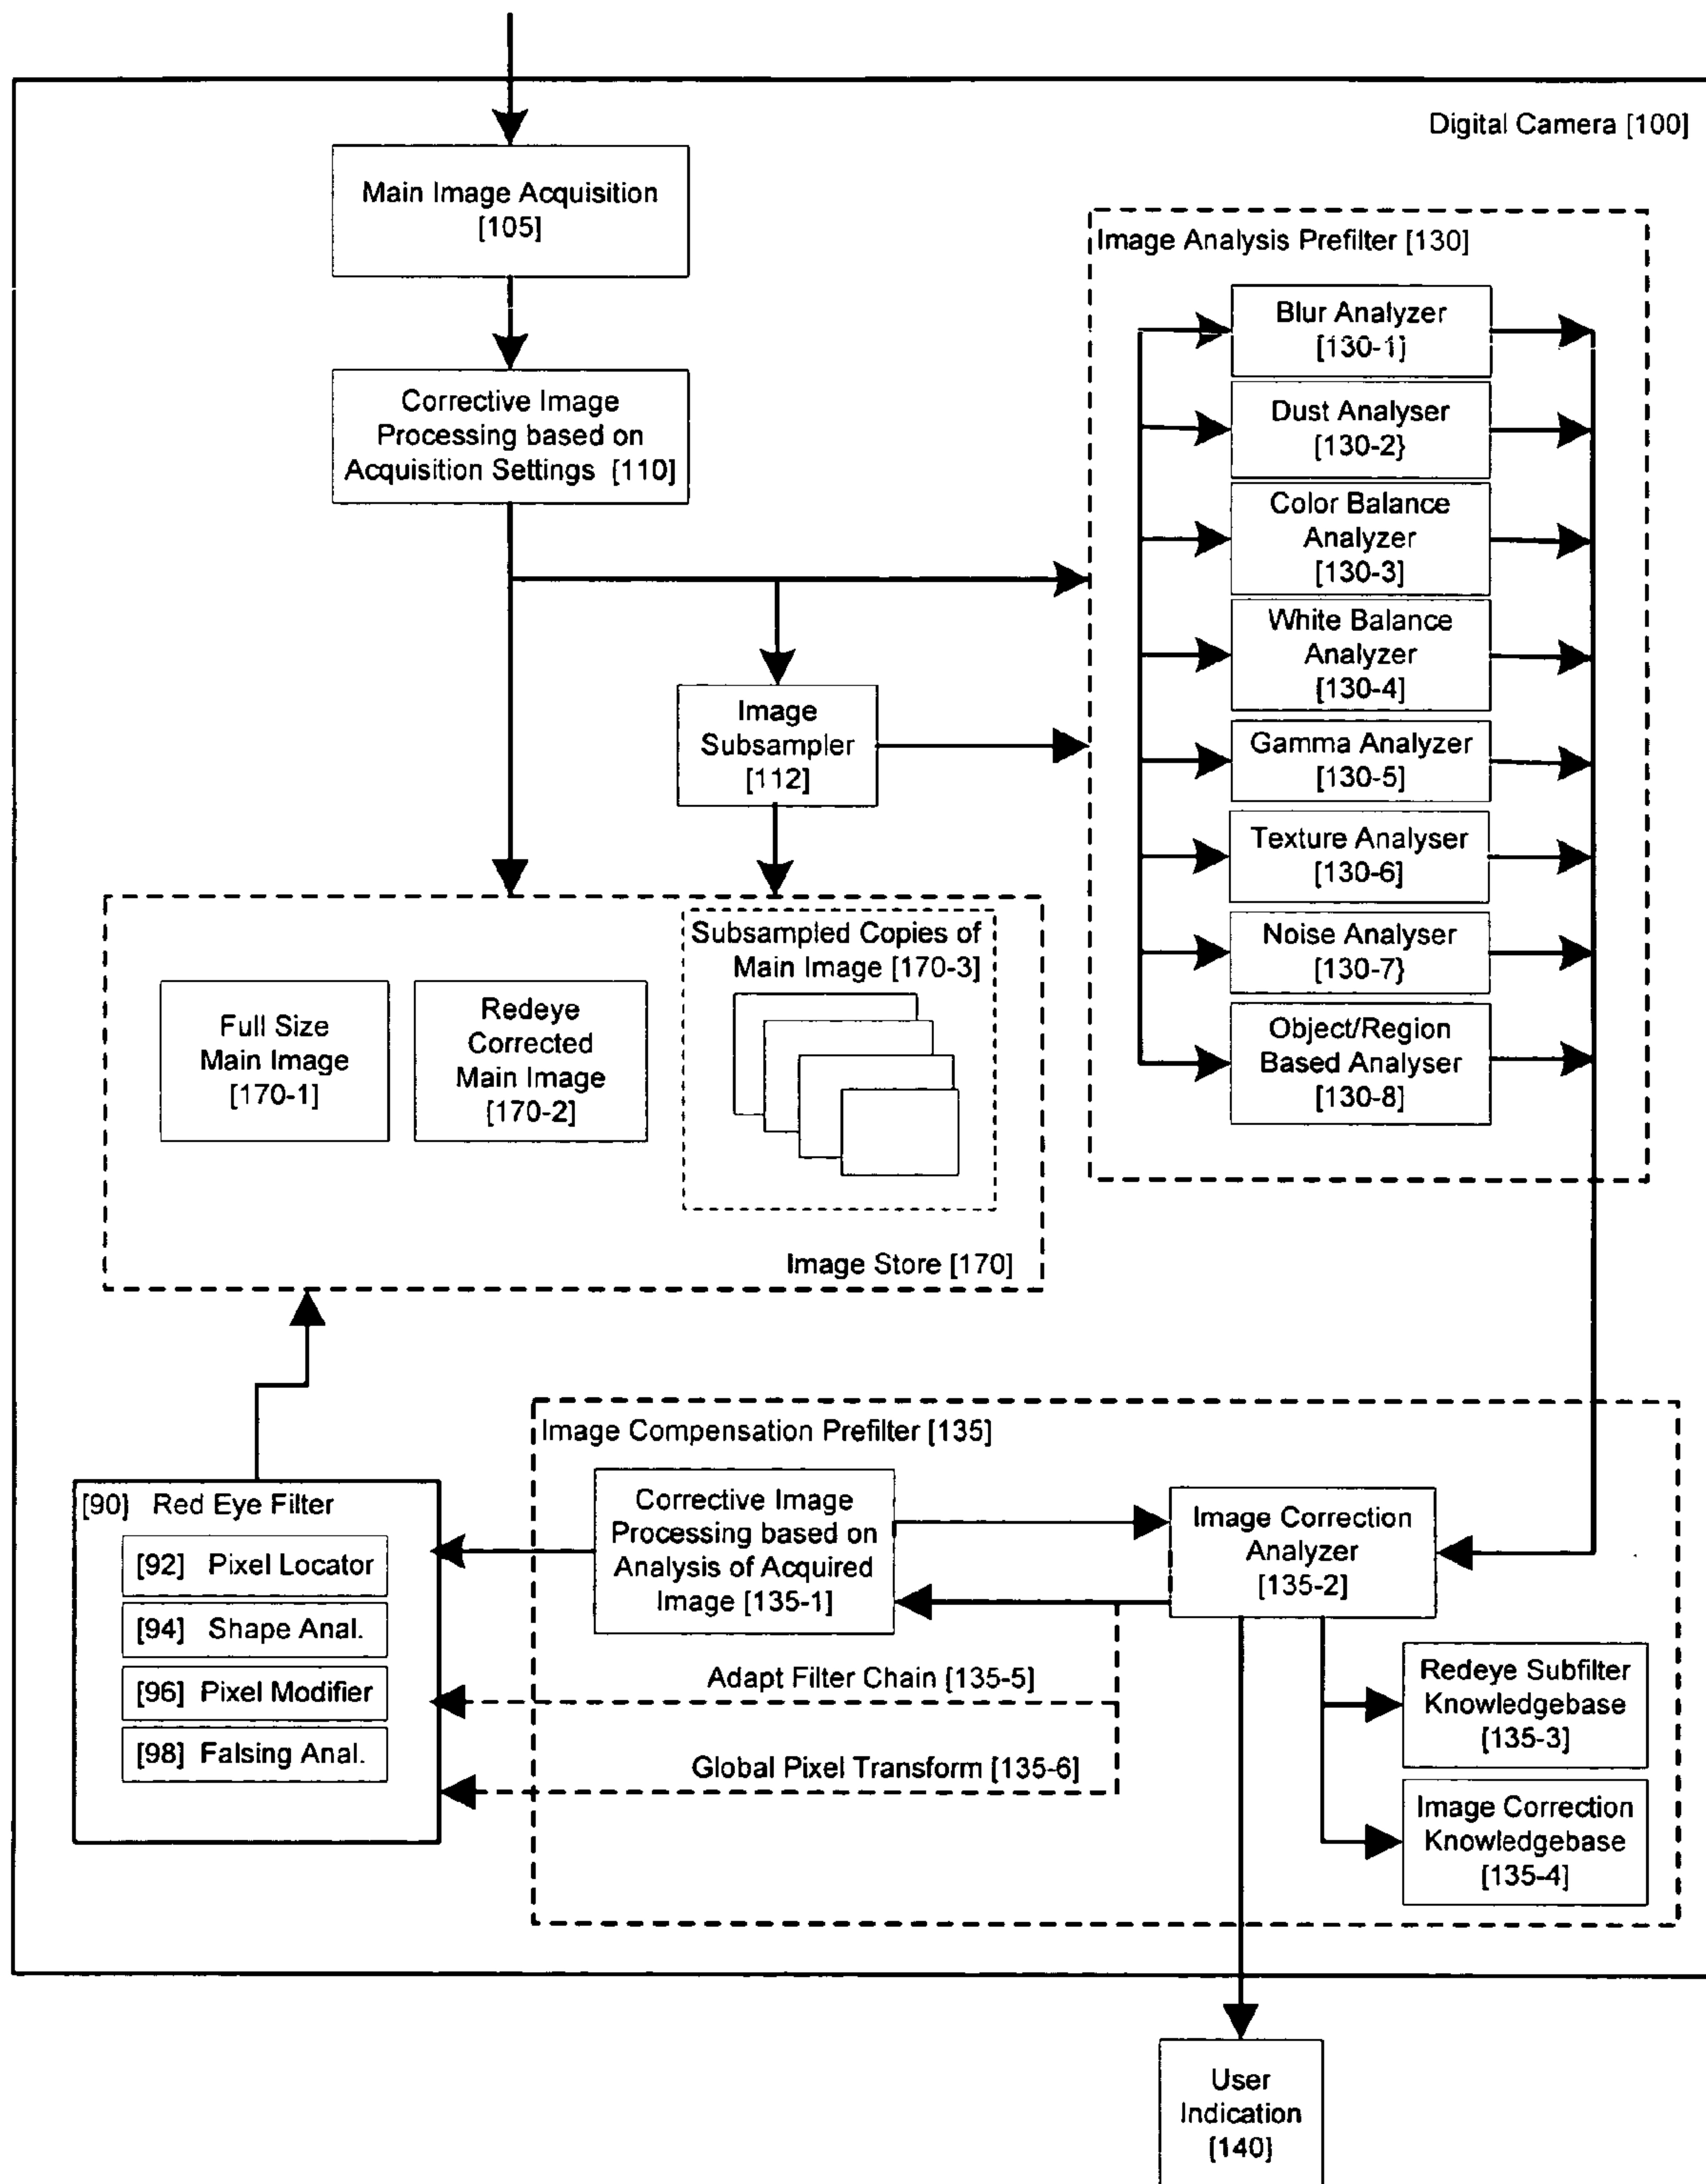 Digital Camera [100]
Main Image Acquisition
[105]
Corrective Image
Processing based on
Acquisition Settings [110]
Image Analysis Prefilter [130]
Blur Analyzer
[130-1]
Dust Analyser
[130-2}
Color Balance
Analyzer
[130-3]
White Balance
Analyzer
[130-4]
Gamma Analyzer
[130-5]
Texture Analyser
[130-6]
Noise Analyser
[130-7}
Object/Region
Based Analyser
[130-8]
Image
Subsampler
[112]
Subsampled Copies of
Main Image [170-3]
Full Size
Main Image
[170-1]
Redeye
Corrected
Main Image
[170-2]
Image Store [170]
Image Compensation Prefilter [135]
[90] Red Eye Filter
[92] Pixel Locator
[94] Shape Anal.
[96] Pixel Modifier
[98] Falsing Anal.
Corrective Image
Processing based on
Analysis of Acquired
Image [135-1]
Image Correction
Analyzer
[135-2]
Adapt Filter Chain [135-5]
Global Pixel Transform [135-6]
Redeye Subfilter
Knowledgebase
[135-3]
Image Correction
Knowledgebase
[135-4]
User
Indication
[140]